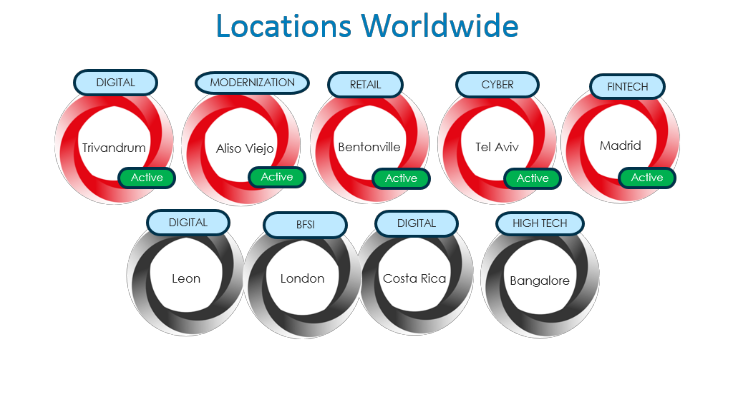 Locations Worldwide
DIGITAL
MODERNIZATION
RETAIL
CYBER
FINTECH
Trivandrum
Aliso Viejo
Bentonville
Tel Aviv
Madrid
Active
Active
Active
Active
Active
DIGITAL
BFSI
DIGITAL
HIGH TECH
Leon
London
Costa Rica
Bangalore